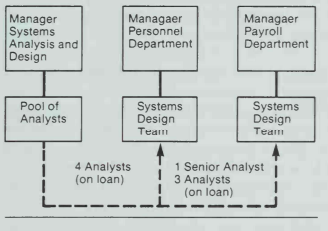 Manager
Systems
Analysis and
Design
Managaer
Personnel
Department
Managaer
Payroll
Department
Pool of
Analysts
Systems
Design
Team
Systems
Design
Team
4 Analysts
(on loan)
1 Senior Analyst
3 Analysts
(on loan)